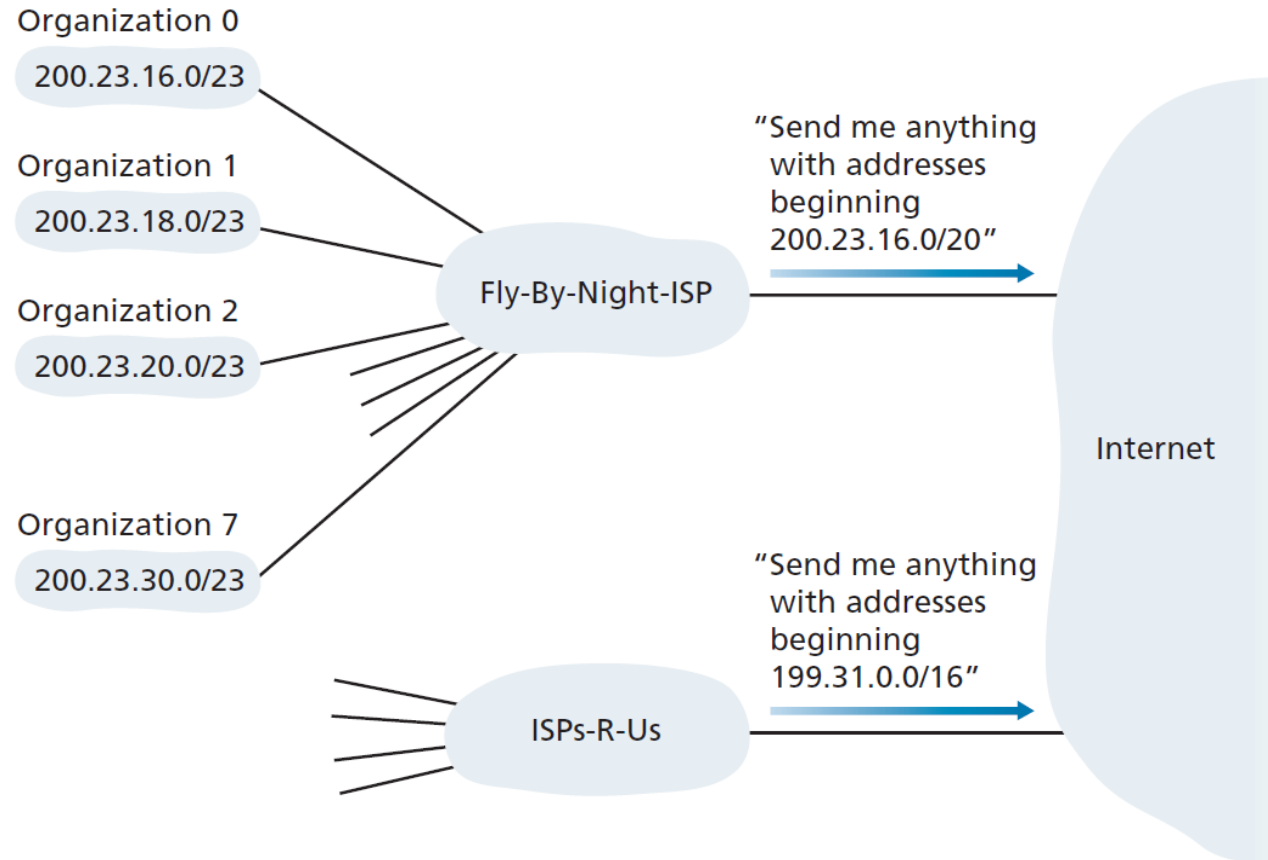 Organization 0
200.23.16.0/23
Organization 1
200.23.18.0/23
Organization 2
200.23.20.0/23
Organization 7
200.23.30.0/23
Fly-By-Night-ISP
“Send me anything
with addresses
beginning
200.23.16.0/20”
Internet
ISPs-R-Us
“Send me anything
with addresses
beginning
199.31.0.0/16”